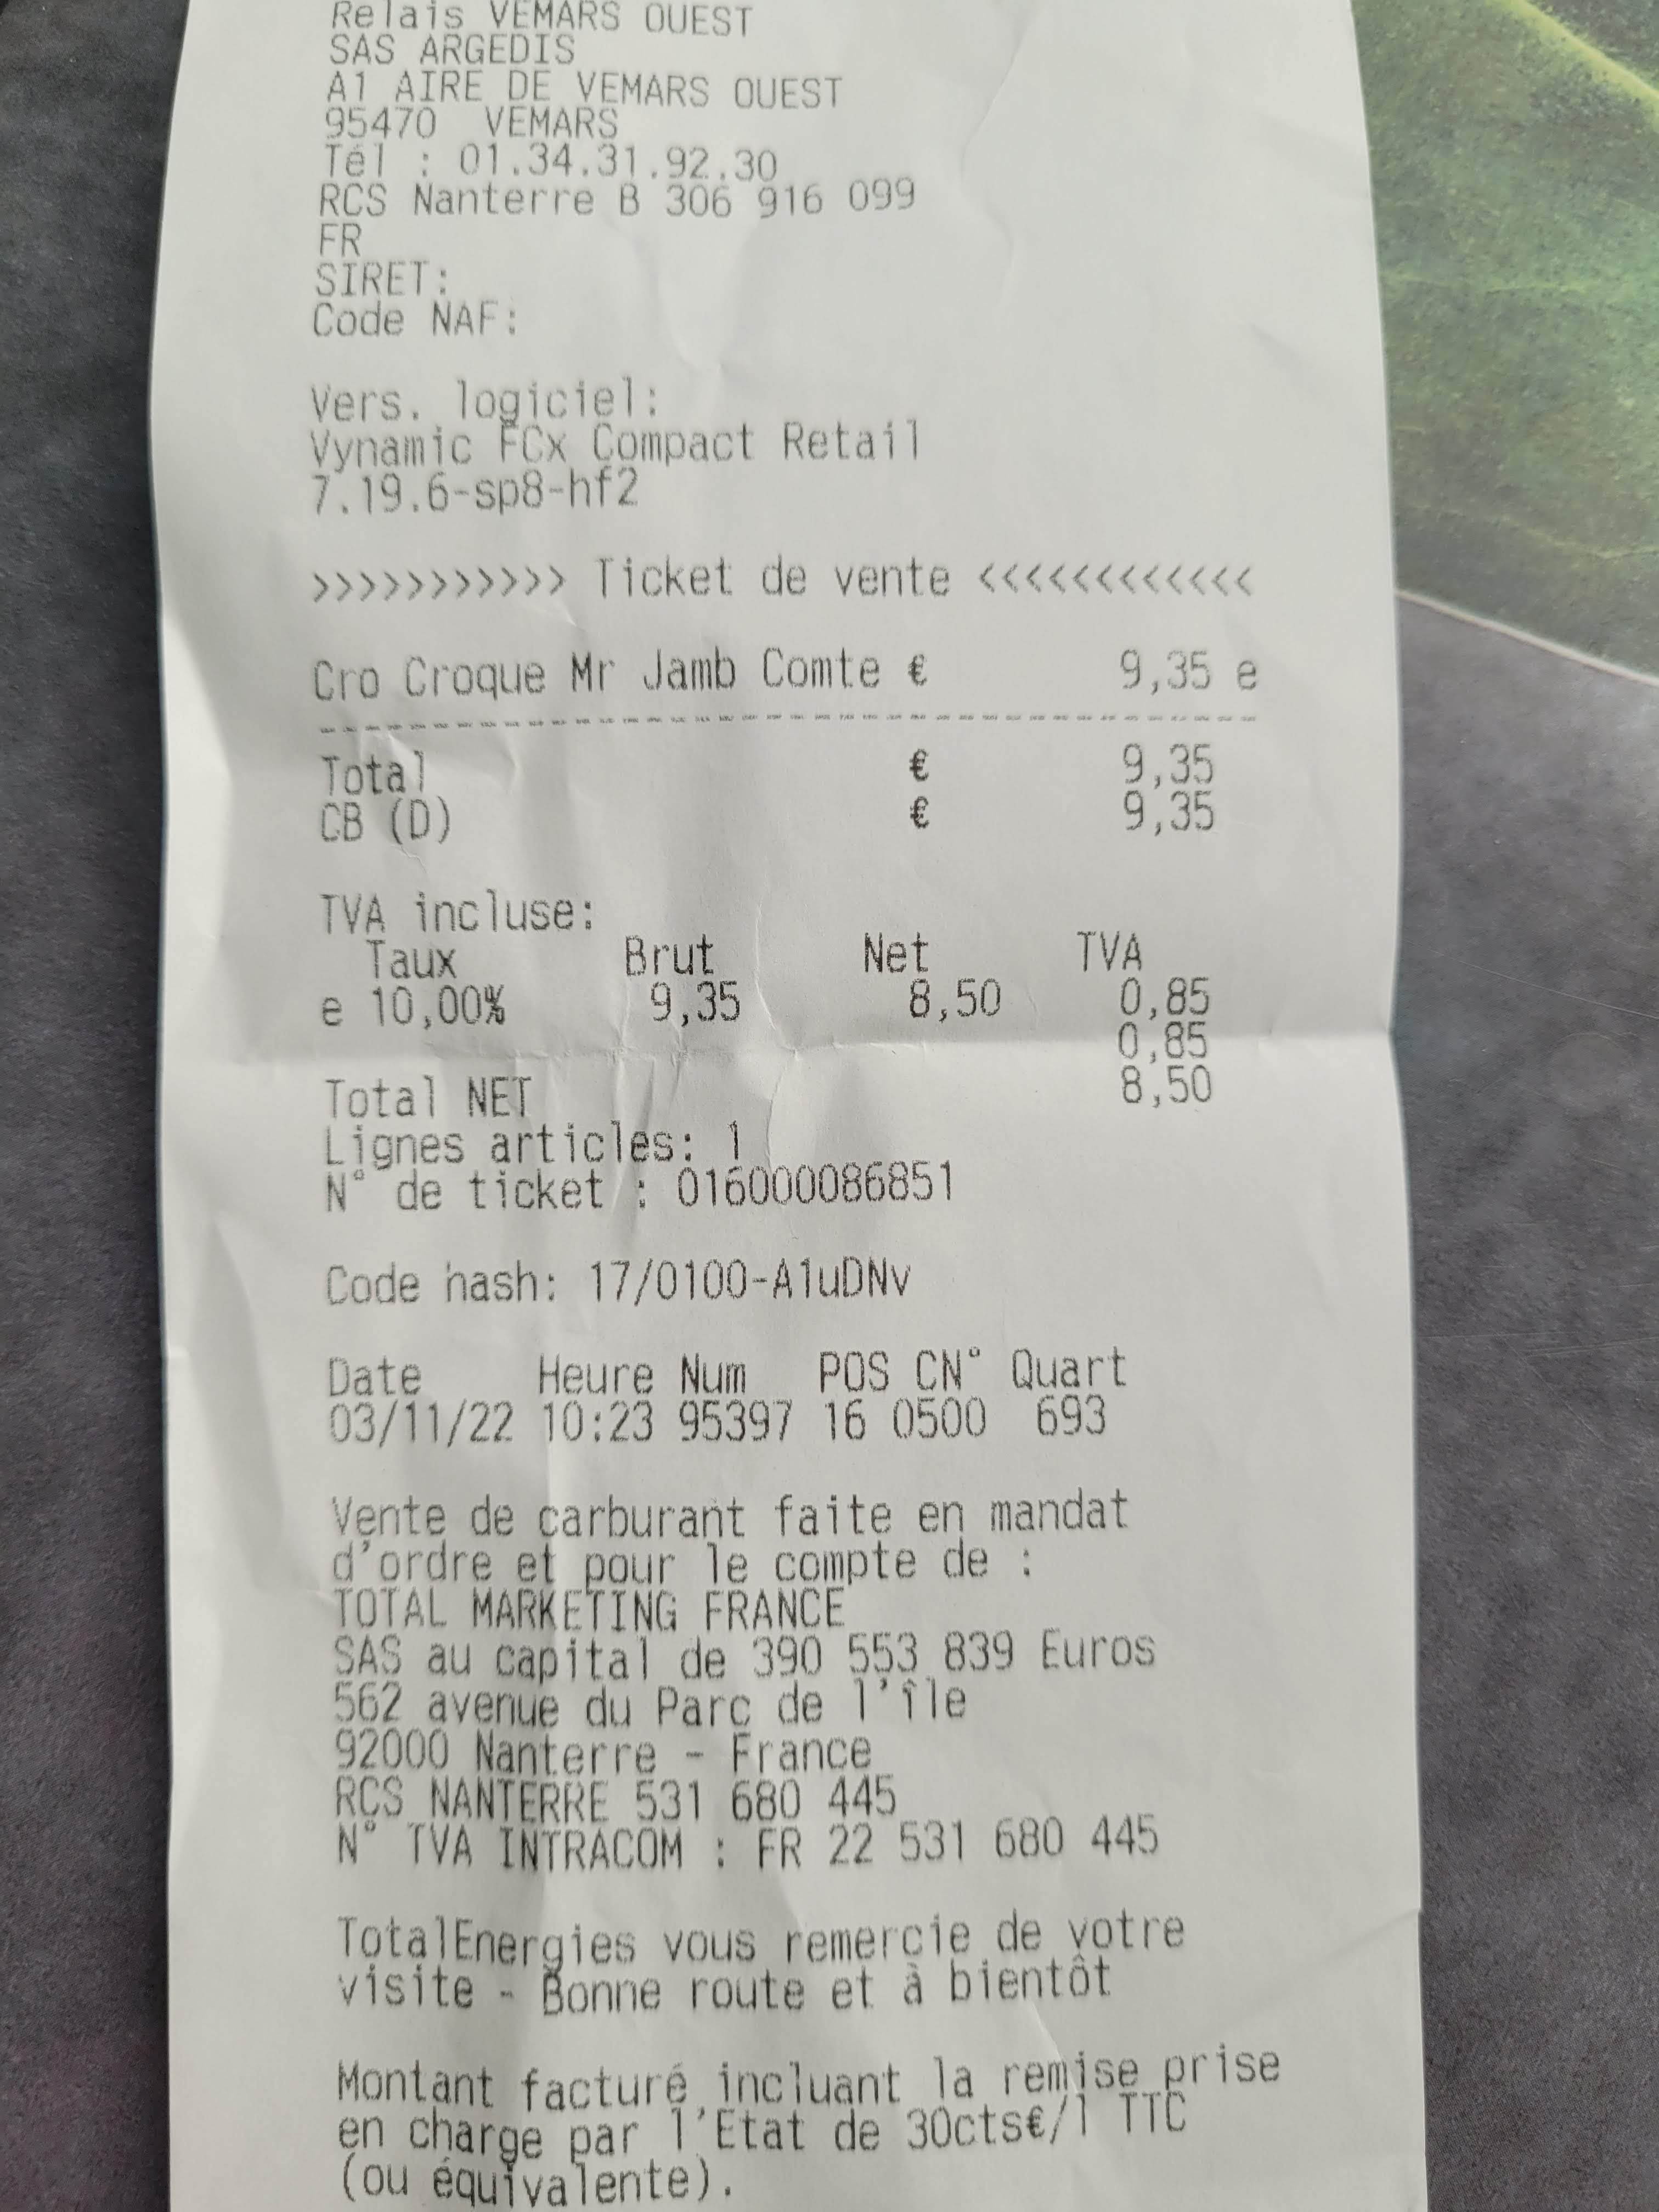 Relais VEMARS OUEST
SAS ARGEDIS
A1 AIRE DE VEMARS OUEST
95470 VEMARS
Tél : 01.34.31.92.30
RCS Nanterre B 306 916 099
FR
SIRET:
Code NAF:
Vers. logiciel:
Vynamic FCx Compact Retail
7.19.6-sp8-hf2
>>>>>>>>>>> Ticket de vente <<<<<<<<<<<<
Cro Croque Mr Jamb Comte € 9,35 e
Total € 9,35
CB (D) € 9,35
TVA incluse:
Taux Brut Net TVA
e 10,00% 9,35 8,50 0,85
0,85
Total NET 8,50
Lignes articles: 1
N° de ticket : 016000086851
Code hash: 17/0100-A1uDNv
Date Heure Num POS CN° Quart
03/11/22 10:23 95397 16 0500 693
Vente de carburant faite en mandat
d'ordre et pour le compte de :
TOTAL MARKETING FRANCE
SAS au capital de 390 553 839 Euros
562 avenue du Parc de l'île
92000 Nanterre - France
RCS NANTERRE 531 680 445
N° TVA INTRACOM : FR 22 531 680 445
TotalEnergies vous remercie de votre
visite - Bonne route et à bientôt
Montant facturé incluant la remise prise
en charge par l'Etat de 30cts€/l TTC
(ou équivalente).